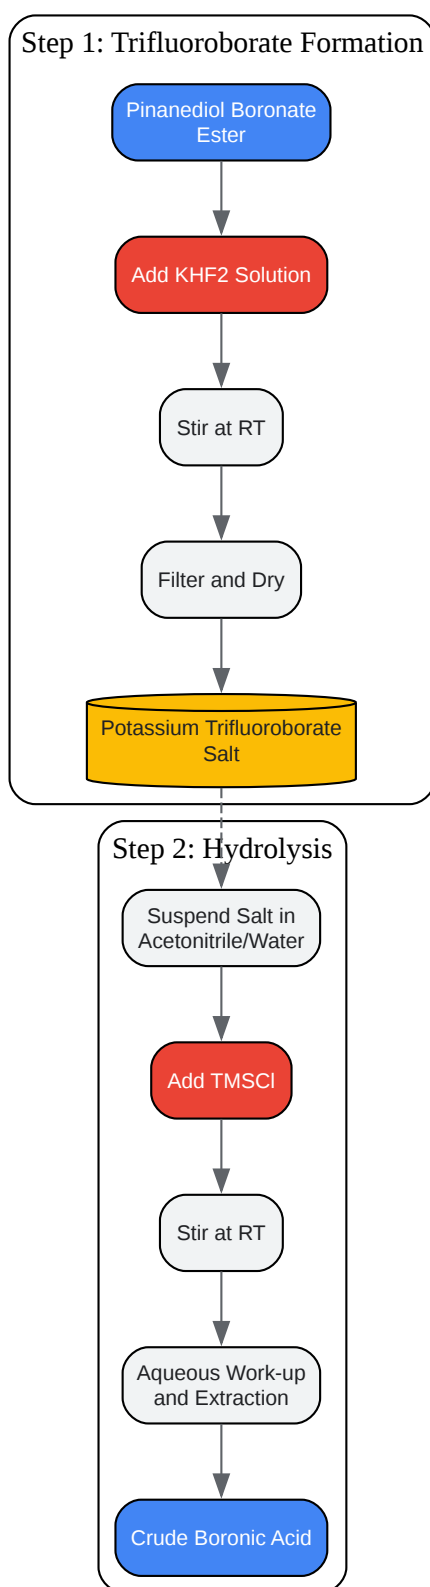 Step 1: Trifluoroborate Formation
Pinanediol Boronate
Ester
Add KHF2 Solution
Stir at RT
Filter and Dry
Potassium Trifluoroborate
Salt
Step 2: Hydrolysis
Suspend Salt in
Acetonitrile/Water
Add TMSCl
Stir at RT
Aqueous Work-up
and Extraction
Crude Boronic Acid